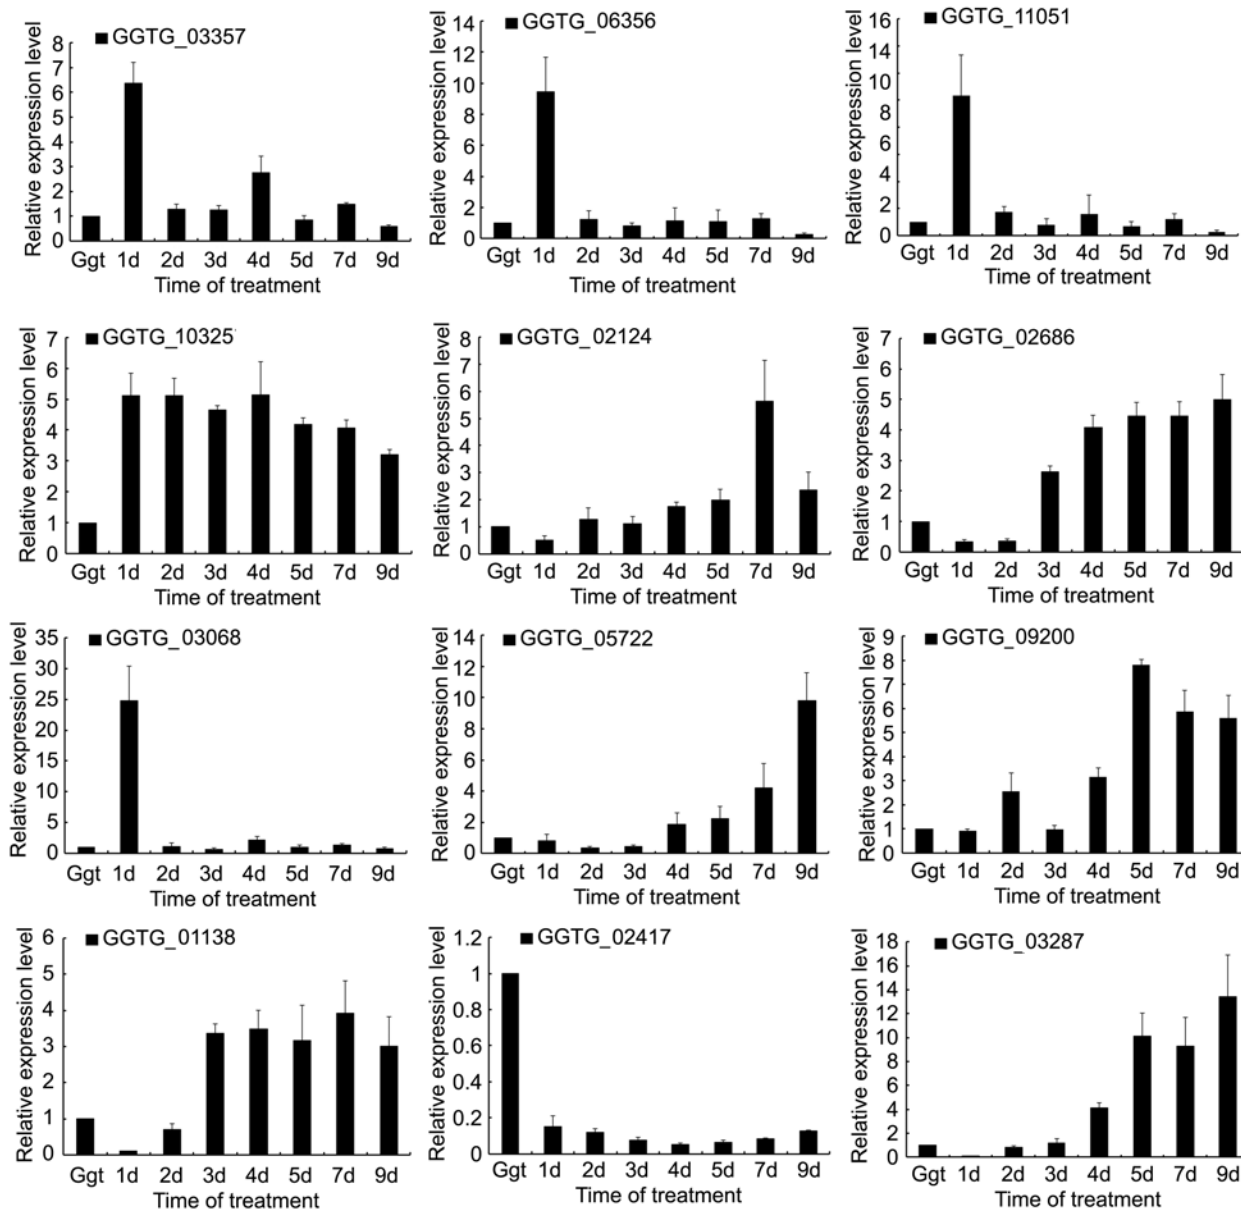 ■ GGTG_03357
Relative expression level
8
7
6
5
4
3
2
1
0
Ggt 1d 2d 3d 4d 5d 7d 9d
Time of treatment
■ GGTG_06356
Relative expression level
14
12
10
8
6
4
2
0
Ggt 1d 2d 3d 4d 5d 7d 9d
Time of treatment
■ GGTG_11051
Relative expression level
16
14
8
6
4
2
0
Ggt 1d 2d 3d 4d 5d 7d 9d
Time of treatment
■ GGTG_10325
Relative expression level
7
6
5
4
3
2
1
0
Ggt 1d 2d 3d 4d 5d 7d 9d
Time of treatment
■ GGTG_02124
Relative expression level
8
7
6
5
4
3
2
1
0
Ggt 1d 2d 3d 4d 5d 7d 9d
Time of treatment
■ GGTG_02686
Relative expression level
7
6
5
4
3
2
1
0
Ggt 1d 2d 3d 4d 5d 7d 9d
Time of treatment
■ GGTG_03068
Relative expression level
35
30
25
20
15
10
5
0
Ggt 1d 2d 3d 4d 5d 7d 9d
Time of treatment
■ GGTG_05722
Relative expression level
14
12
10
8
6
4
2
0
Ggt 1d 2d 3d 4d 5d 7d 9d
Time of treatment
■ GGTG_09200
Relative expression level
9
8
7
6
5
4
3
2
1
0
Ggt 1d 2d 3d 4d 5d 7d 9d
Time of treatment
■ GGTG_01138
Relative expression level
6
5
4
3
2
1
0
Ggt 1d 2d 3d 4d 5d 7d 9d
Time of treatment
■ GGTG_02417
Relative expression level
1.2
1
0.8
0.6
0.4
0.2
0
Ggt 1d 2d 3d 4d 5d 7d 9d
Time of treatment
■ GGTG_03287
Relative expression level
18
16
14
12
10
8
6
4
2
0
Ggt 1d 2d 3d 4d 5d 7d 9d
Time of treatment